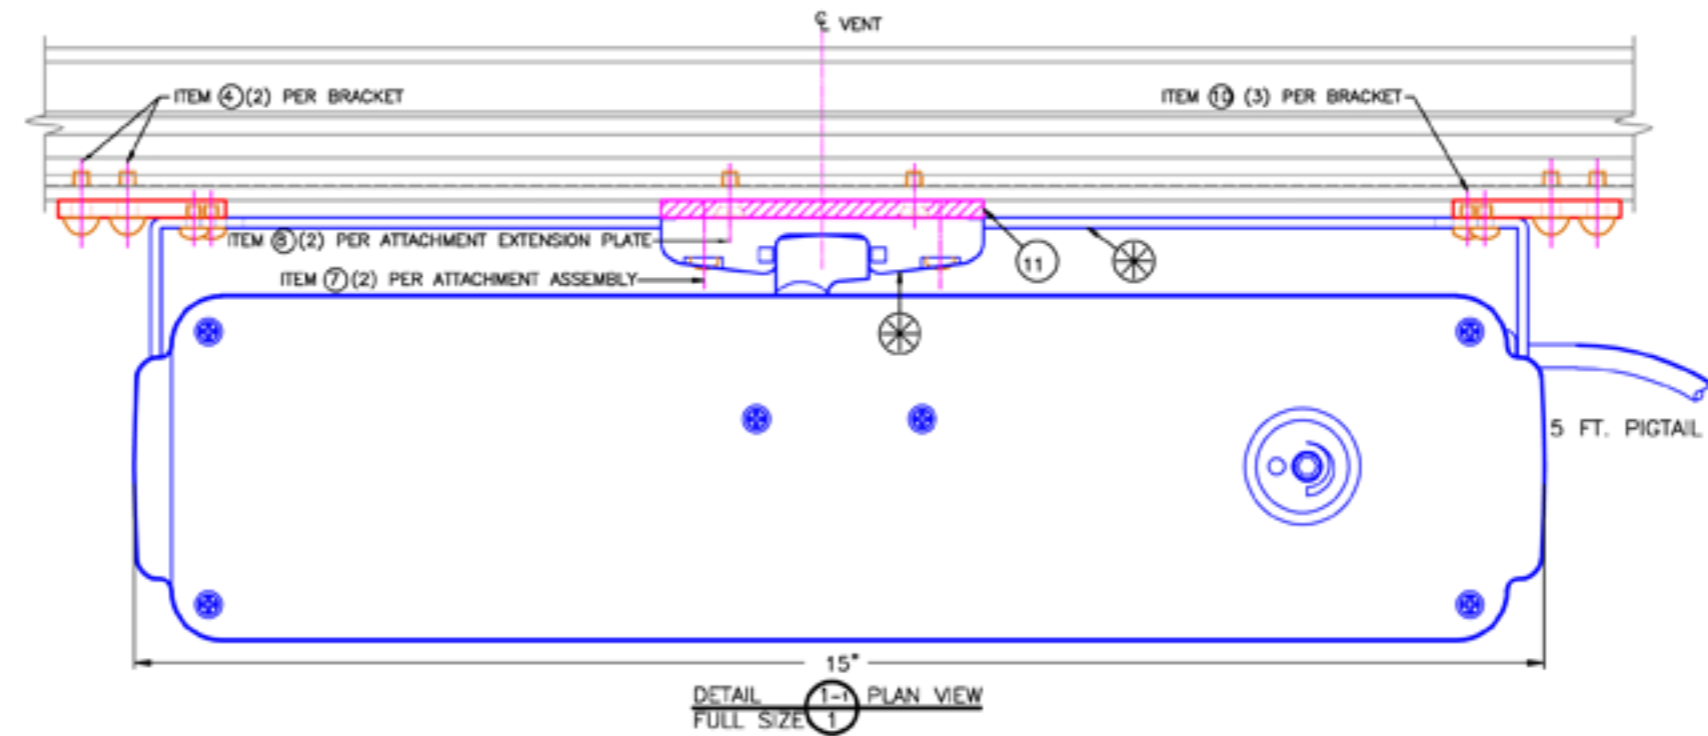 ℄ VENT
ITEM 4 (2) PER BRACKET
ITEM 10 (3) PER BRACKET
ITEM 8 (2) PER ATTACHMENT EXTENSION PLATE
11
ITEM 7 (2) PER ATTACHMENT ASSEMBLY
5 FT. PIGTAIL
15"
DETAIL 1-1 PLAN VIEW
FULL SIZE 1